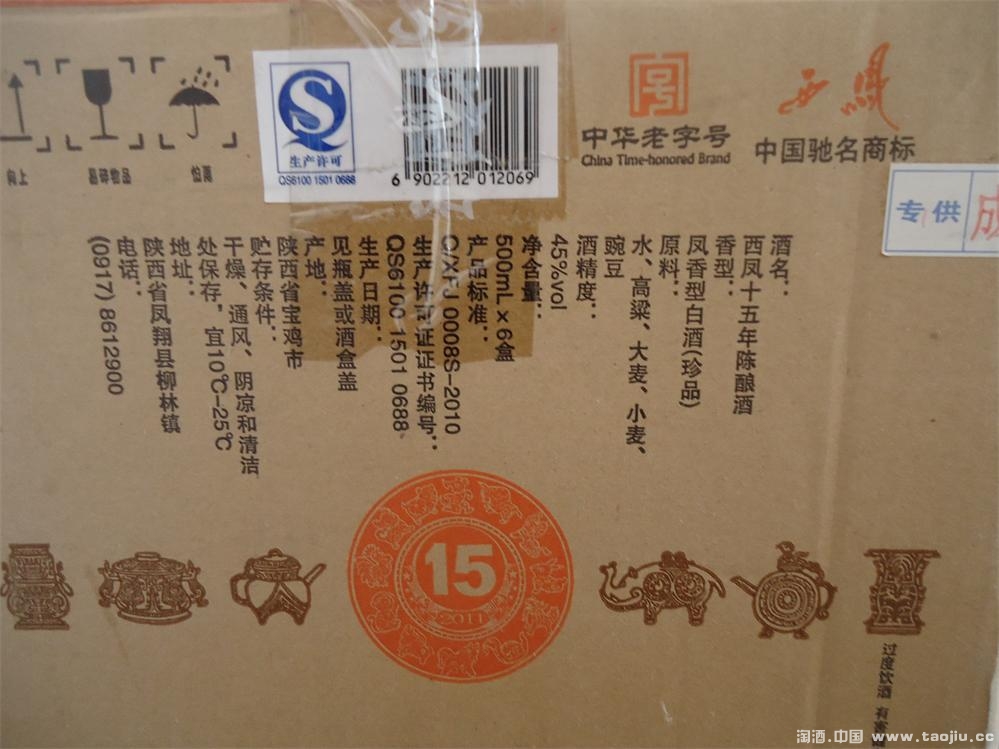 向上
易碎物品
怕雨
生产许可
QS6100 1501 0688
6 902212 012069
中华老字号
China Time-honored Brand
西凤
中国驰名商标
专供
成
酒名：
西凤十五年陈酿酒
香型：
凤香型白酒(珍品)
原料：
水、高粱、大麦、小麦、
豌豆
酒精度：
45%vol
净含量：
500mL×6盒
产品标准：
Q/XFJ 0008S-2010
生产许可证证书编号：
QS6100-1501 0688
生产日期：
见瓶盖或酒盒盖
产地：
陕西省宝鸡市
贮存条件：
干燥、通风、阴凉和清洁
处保存，宜10℃-25℃
地址：
陕西省凤翔县柳林镇
电话：
(0917) 8612900
15
2011
过度饮酒 有害
淘酒.中国 www.taojiu.cc